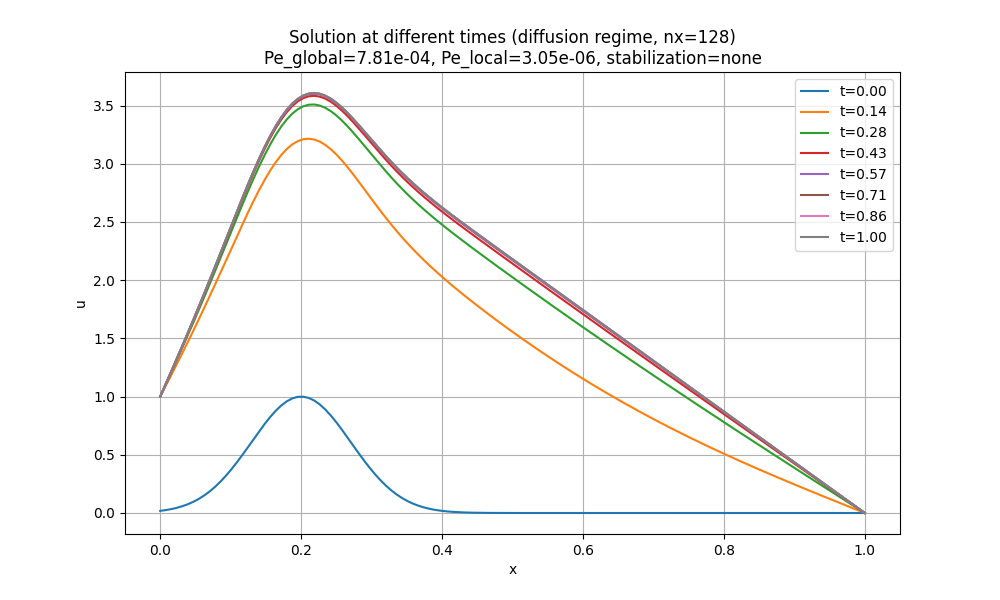 Solution at different times (diffusion regime, nx=128)
Pe_global=7.81e-04, Pe_local=3.05e-06, stabilization=none
t=0.00
t=0.14
t=0.28
t=0.43
t=0.57
t=0.71
t=0.86
t=1.00
3.5
3.0
2.5
2.0
1.5
1.0
0.5
0.0
u
0.0 0.2 0.4 0.6 0.8 1.0
x